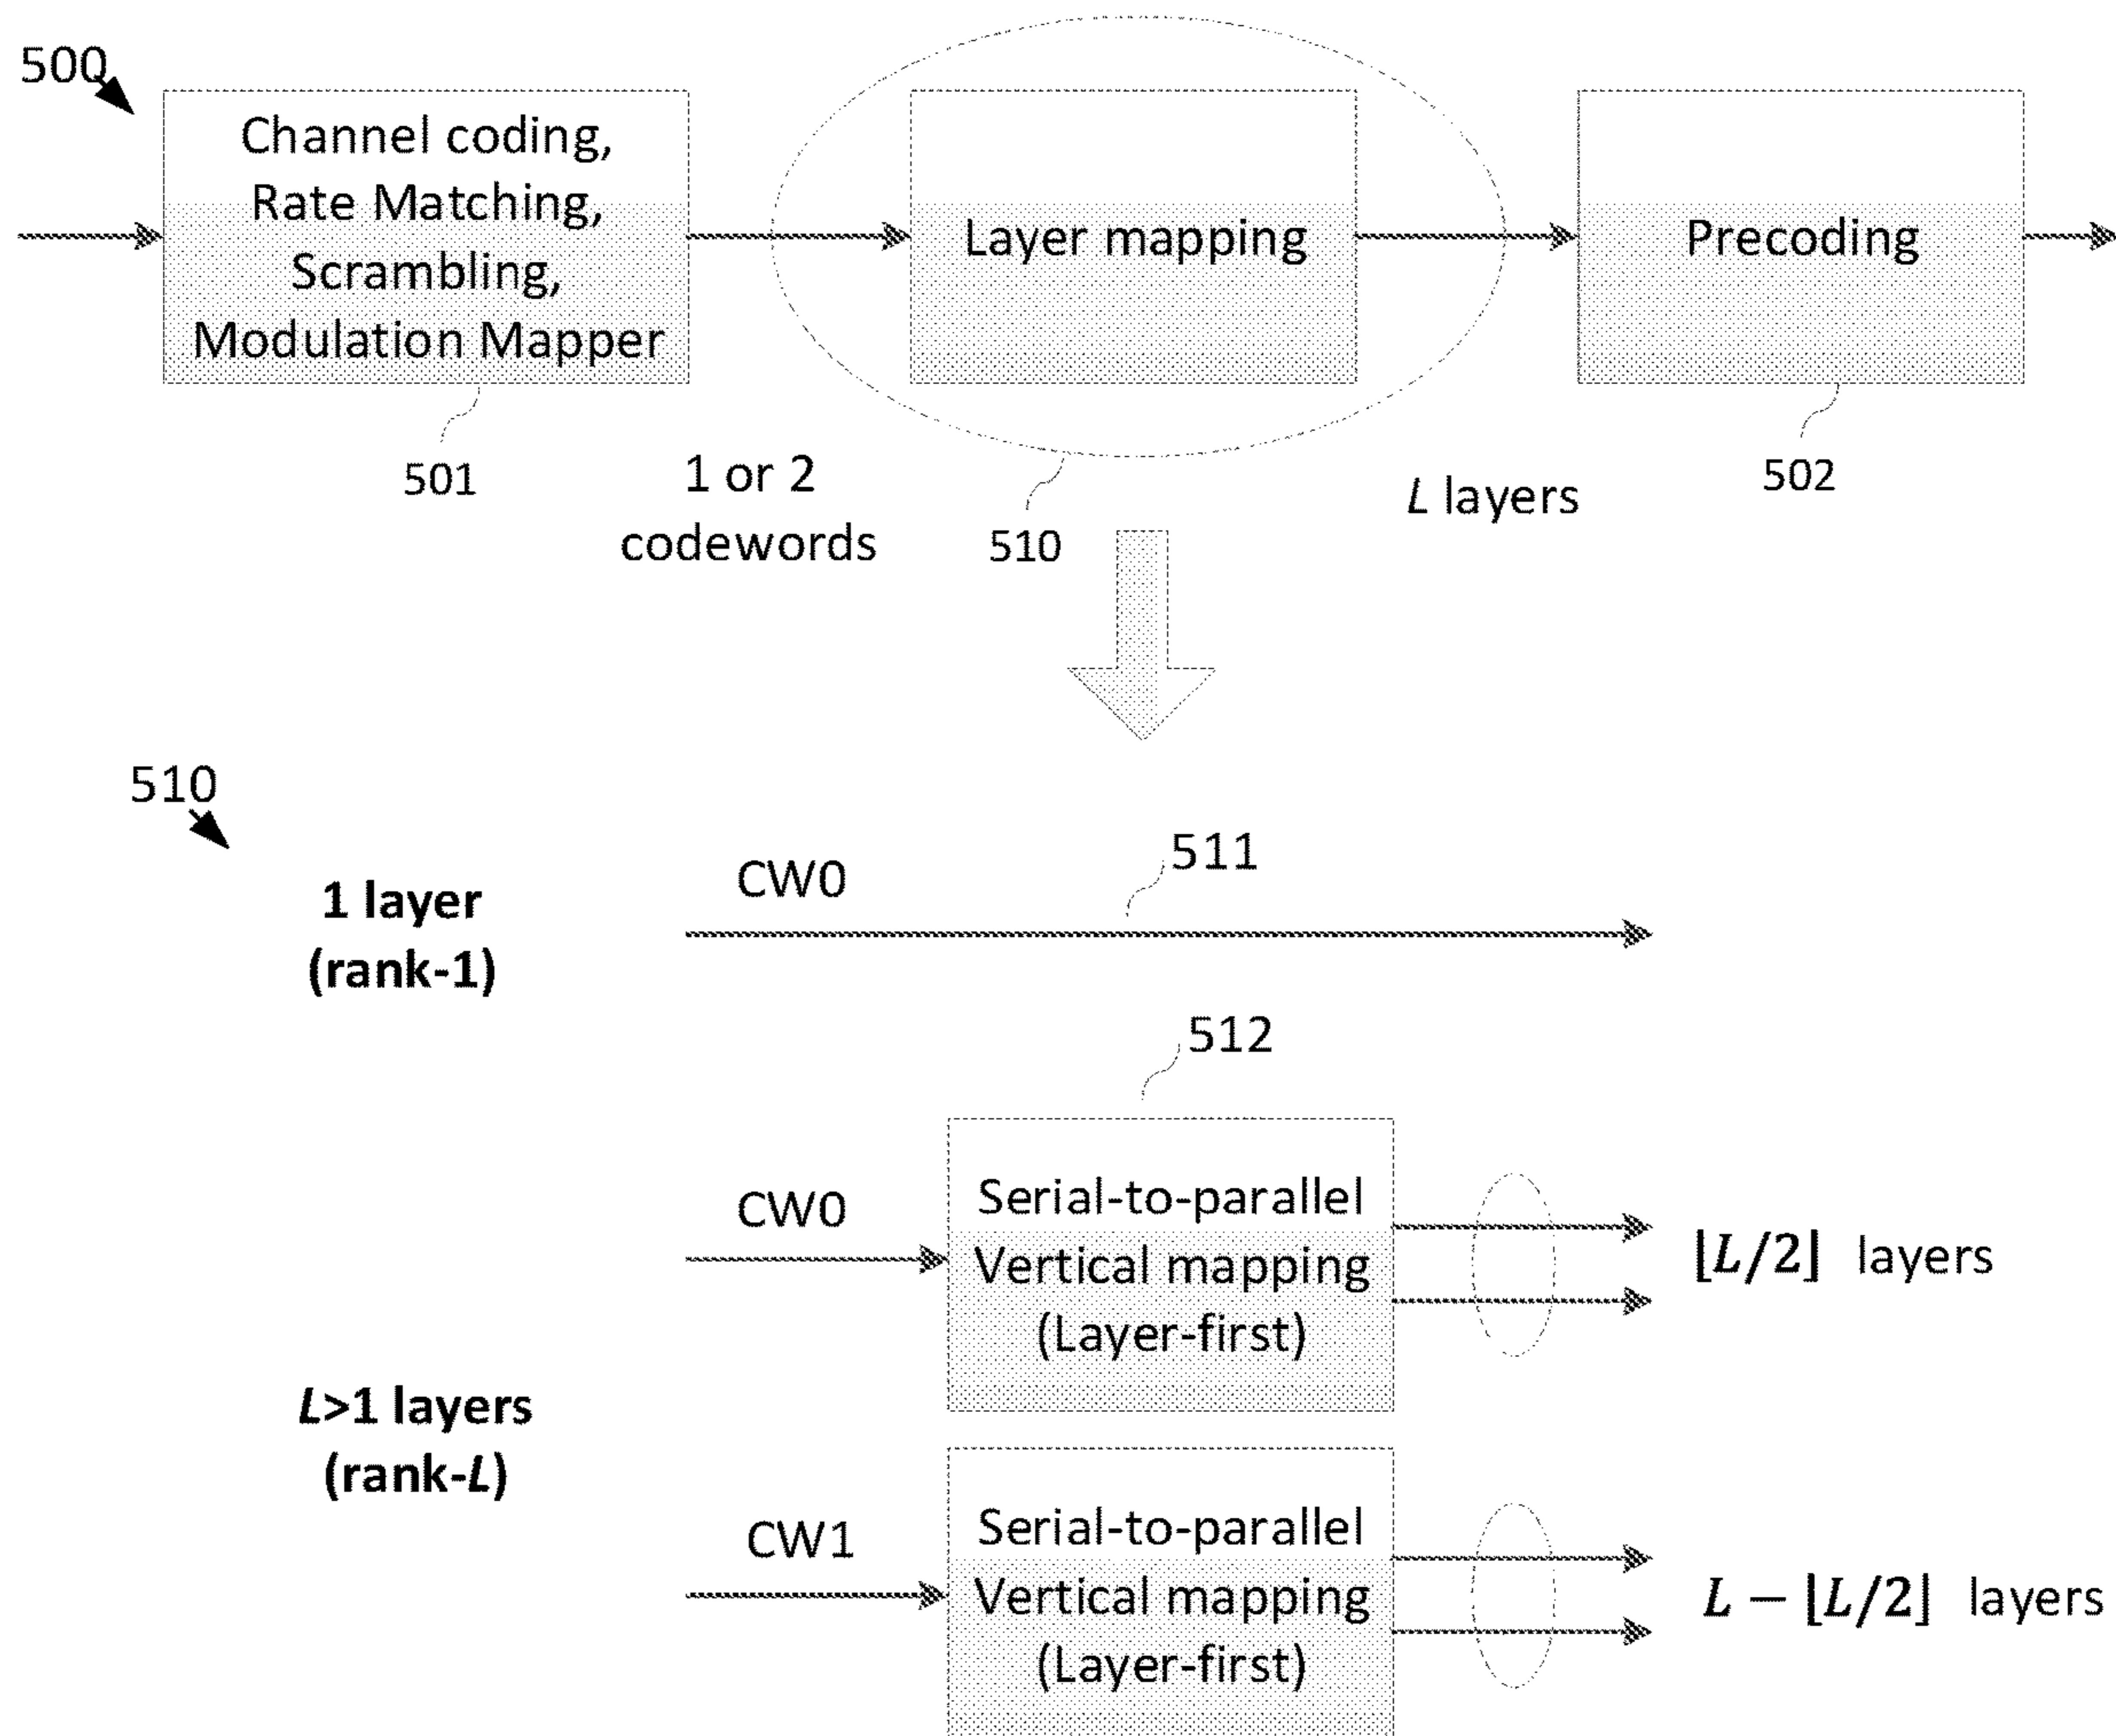 500
Channel coding,
Rate Matching,
Scrambling,
Modulation Mapper
Layer mapping
Precoding
501
1 or 2
codewords
510
L layers
502
510
1 layer
(rank-1)
CW0
511
512
CW0
Serial-to-parallel
Vertical mapping
(Layer-first)
⌊L/2⌋ layers
L>1 layers
(rank-L)
CW1
Serial-to-parallel
Vertical mapping
(Layer-first)
L − ⌊L/2⌋ layers